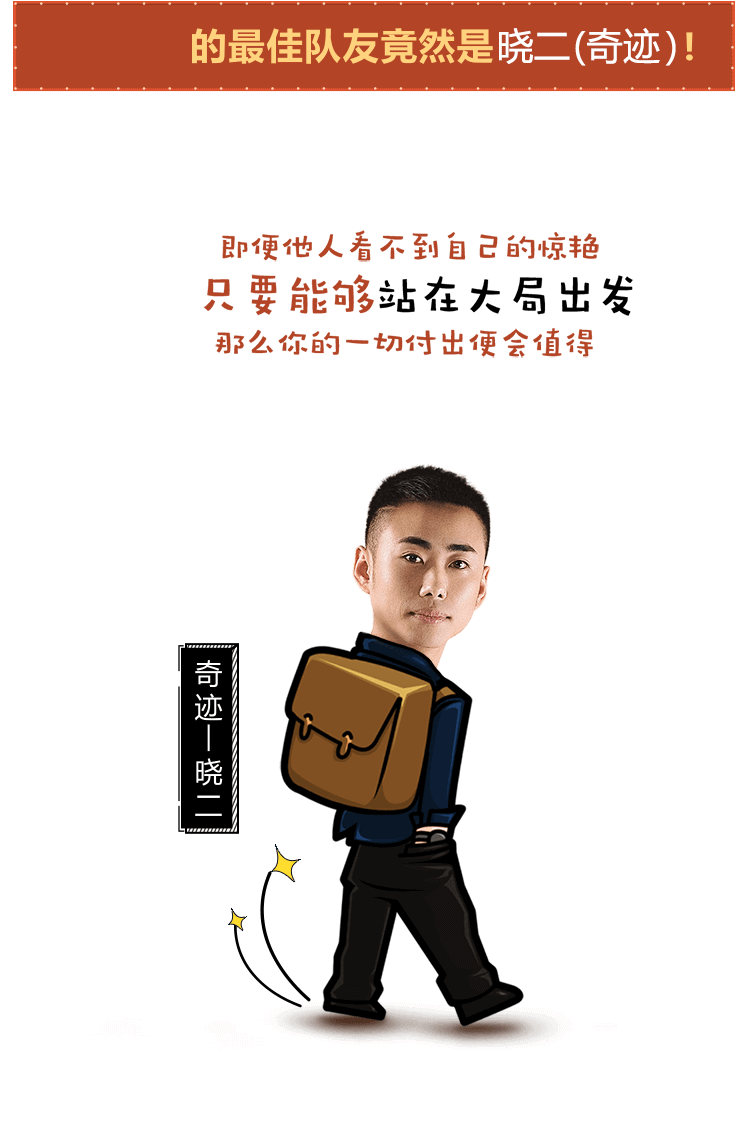 的最佳队友竟然是晓二(奇迹)!
即便他人看不到自己的惊艳
只要能够站在大局出发
那么你的一切付出便会值得
奇迹—晓二